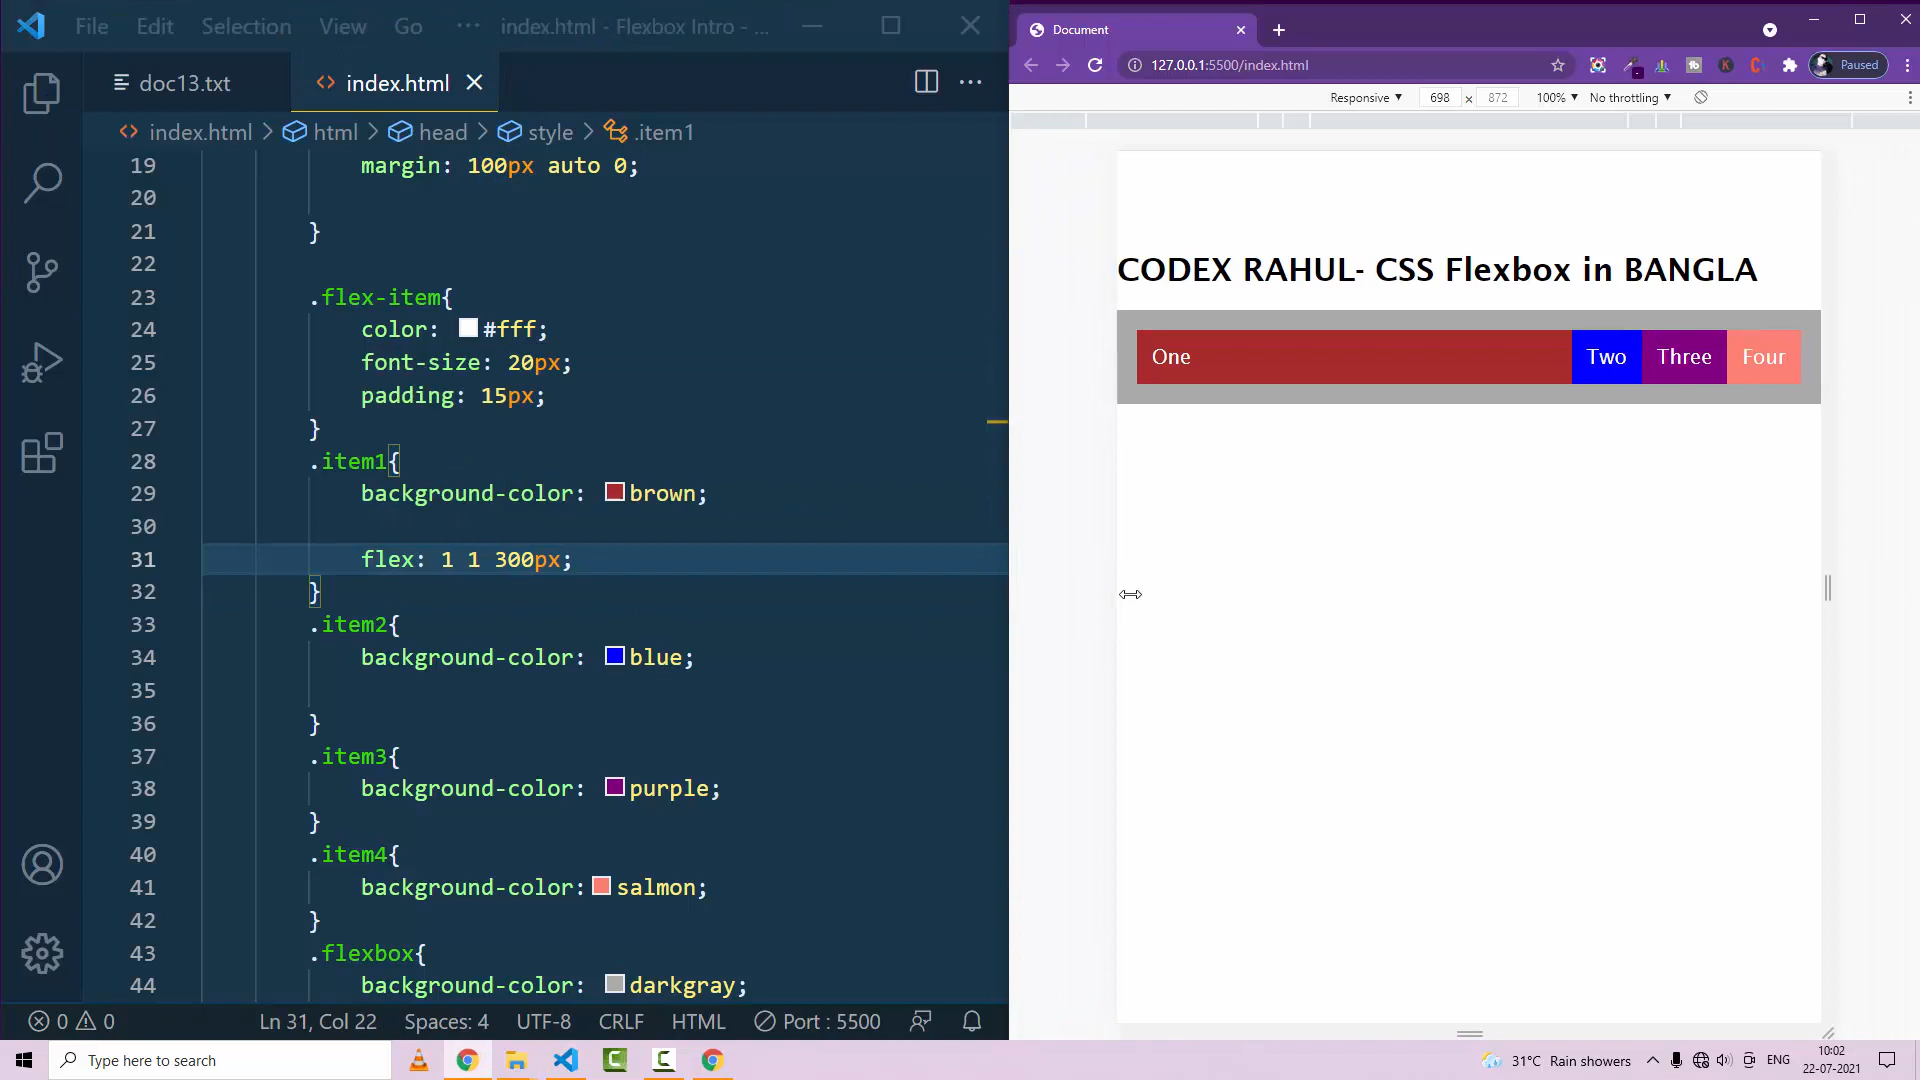 File Edit Selection View Go ··· index.html - Flexbox Intro - ...
doc13.txt index.html
index.html > html > head > style > .item1
19 margin: 100px auto 0;
20
21 }
22
23 .flex-item{
24 color: #fff;
25 font-size: 20px;
26 padding: 15px;
27 }
28 .item1{
29 background-color: brown;
30
31 flex: 1 1 300px;
32 }
33 .item2{
34 background-color: blue;
35
36 }
37 .item3{
38 background-color: purple;
39 }
40 .item4{
41 background-color: salmon;
42 }
43 .flexbox{
44 background-color: darkgray;
0 0 Ln 31, Col 22 Spaces: 4 UTF-8 CRLF HTML Port : 5500
Document
127.0.0.1:5500/index.html Paused
Responsive 698 × 872 100% No throttling
CODEX RAHUL- CSS Flexbox in BANGLA
One Two Three Four
Type here to search
31°C Rain showers ENG 10:02
22-07-2021